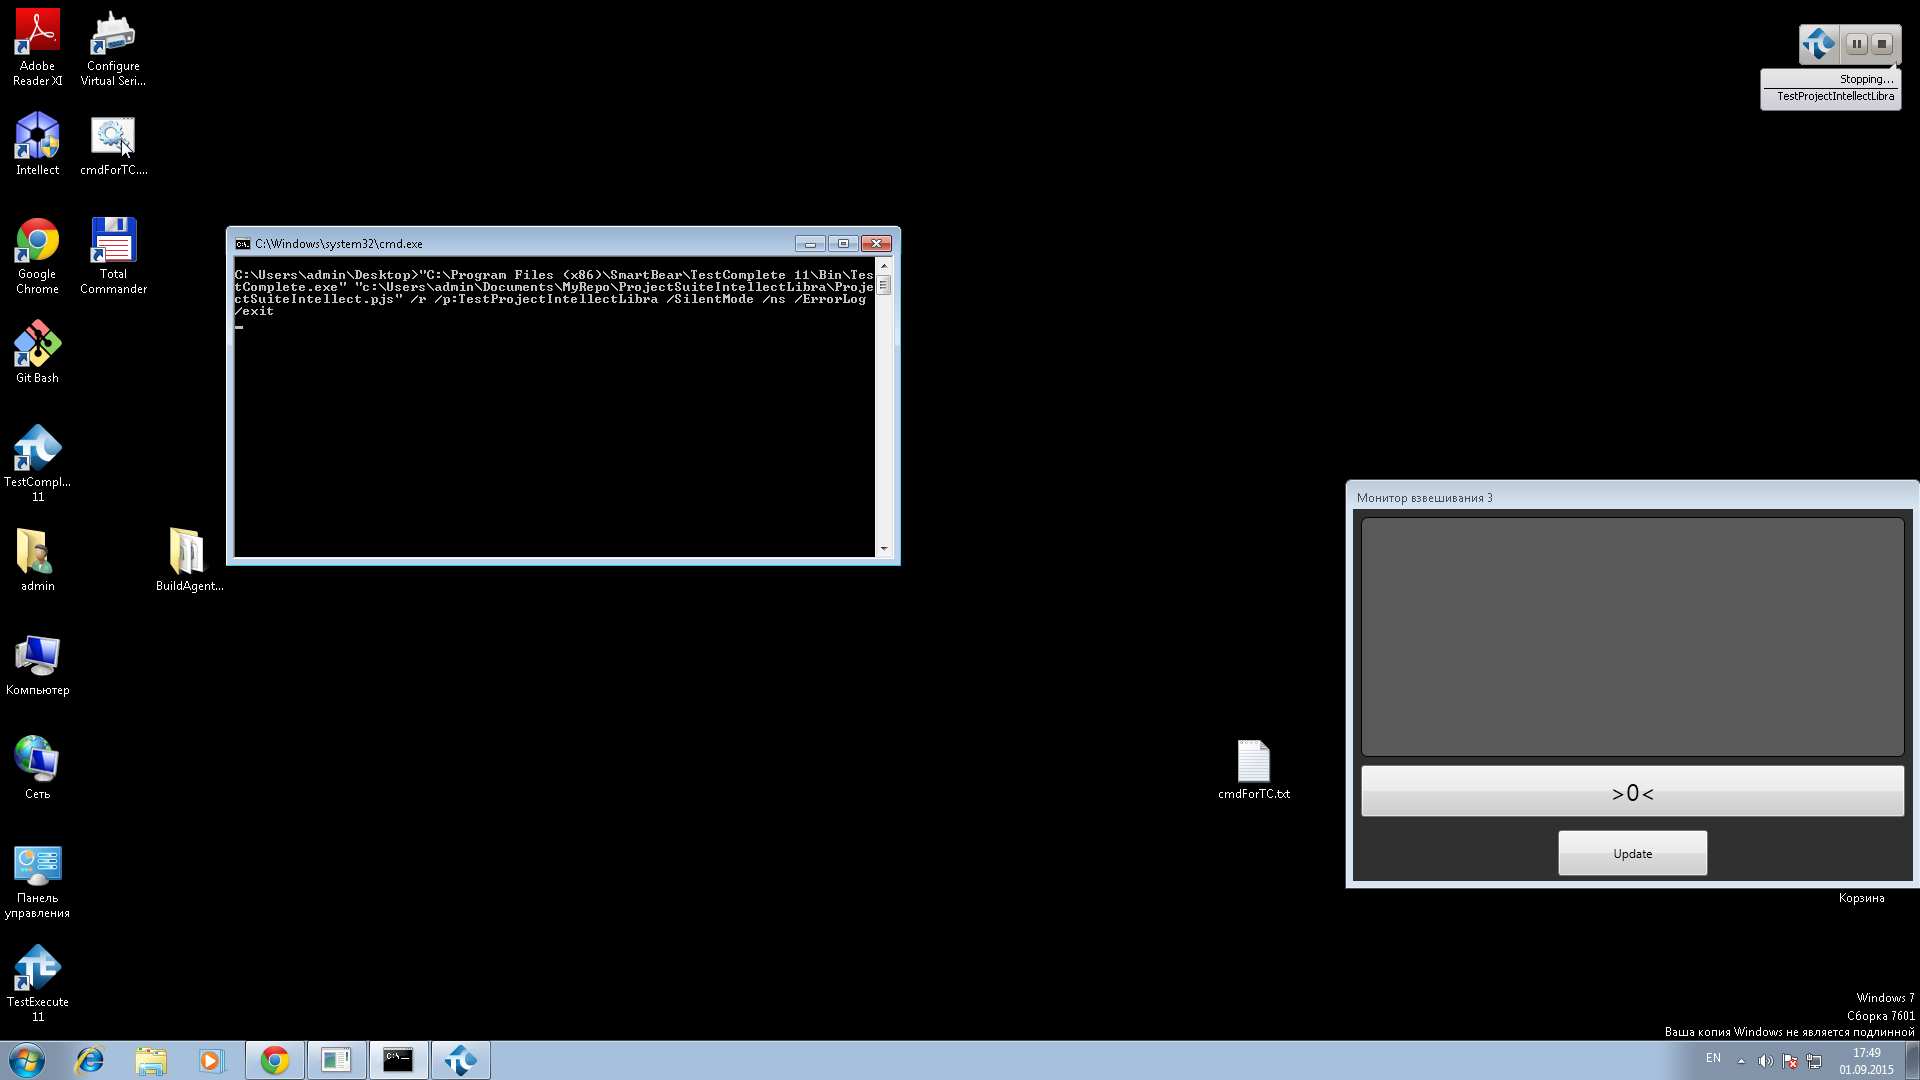 Adobe
Reader XI
Configure
Virtual Seri...
Intellect
cmdForTC....
Google
Chrome
Total
Commander
Git Bash
TestCompl...
11
admin
BuildAgent...
Компьютер
Сеть
Панель
управления
TestExecute
11
C:\Windows\system32\cmd.exe
C:\Users\admin\Desktop>"C:\Program Files (x86)\SmartBear\TestComplete 11\Bin\Tes
tComplete.exe" "c:\Users\admin\Documents\MyRepo\ProjectSuiteIntellectLibra\Proje
ctSuiteIntellect.pjs" /r /p:TestProjectIntellectLibra /SilentMode /ns /ErrorLog
/exit
Stopping...
TestProjectIntellectLibra
Монитор взвешивания 3
>0<
Update
cmdForTC.txt
Корзина
Windows 7
Сборка 7601
Ваша копия Windows не является подлинной
EN
17:49
01.09.2015